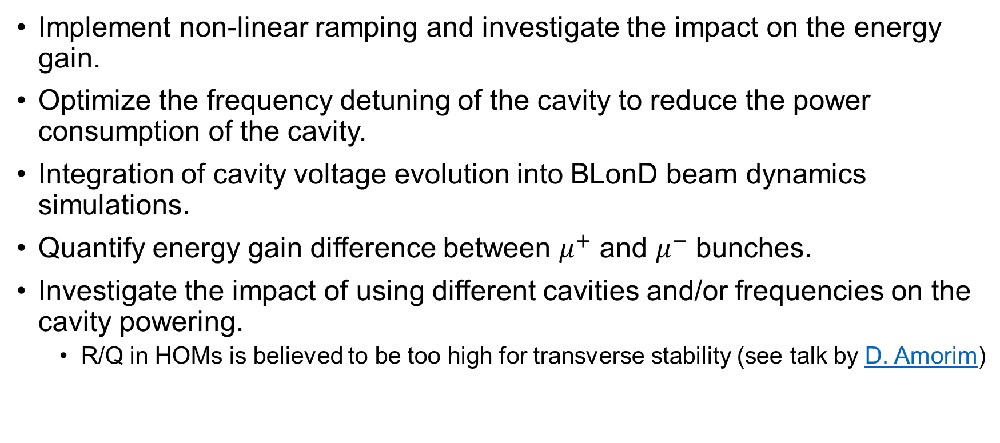 • Implement non-linear ramping and investigate the impact on the energy
gain.
• Optimize the frequency detuning of the cavity to reduce the power
consumption of the cavity.
• Integration of cavity voltage evolution into BLonD beam dynamics
simulations.
• Quantify energy gain difference between 𝜇⁺ and 𝜇⁻ bunches.
• Investigate the impact of using different cavities and/or frequencies on the
cavity powering.
• R/Q in HOMs is believed to be too high for transverse stability (see talk by D. Amorim)